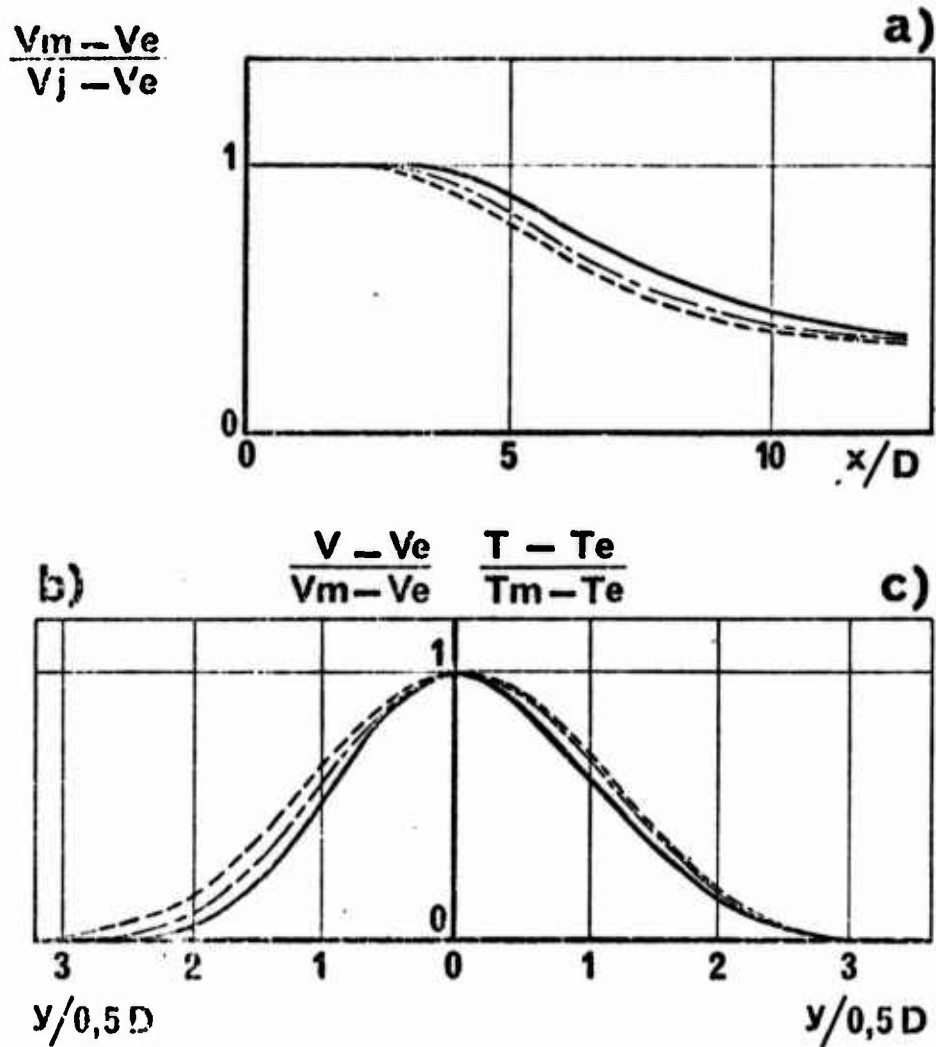 a)
Vm – Ve
Vj – Ve
1
0
0 5 10 x/D
b)
V – Ve
Vm – Ve
T – Te
Tm – Te
c)
1
0
3 2 1 0 1 2 3
y/0,5 D
y/0,5 D